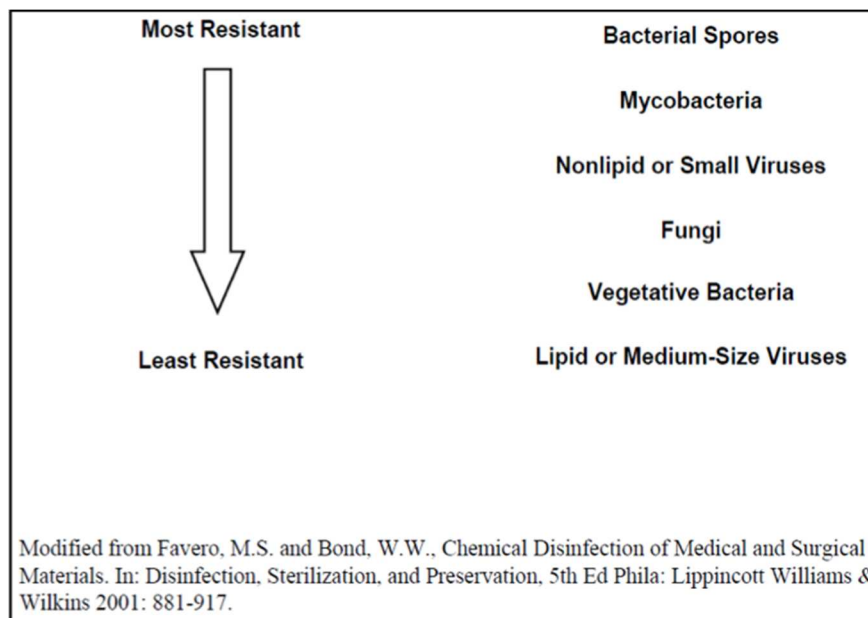 Most Resistant
Bacterial Spores
Mycobacteria
Nonlipid or Small Viruses
Fungi
Vegetative Bacteria
Least Resistant
Lipid or Medium-Size Viruses
Modified from Favero, M.S. and Bond, W.W., Chemical Disinfection of Medical and Surgical
Materials. In: Disinfection, Sterilization, and Preservation, 5th Ed Phila: Lippincott Williams &
Wilkins 2001: 881-917.